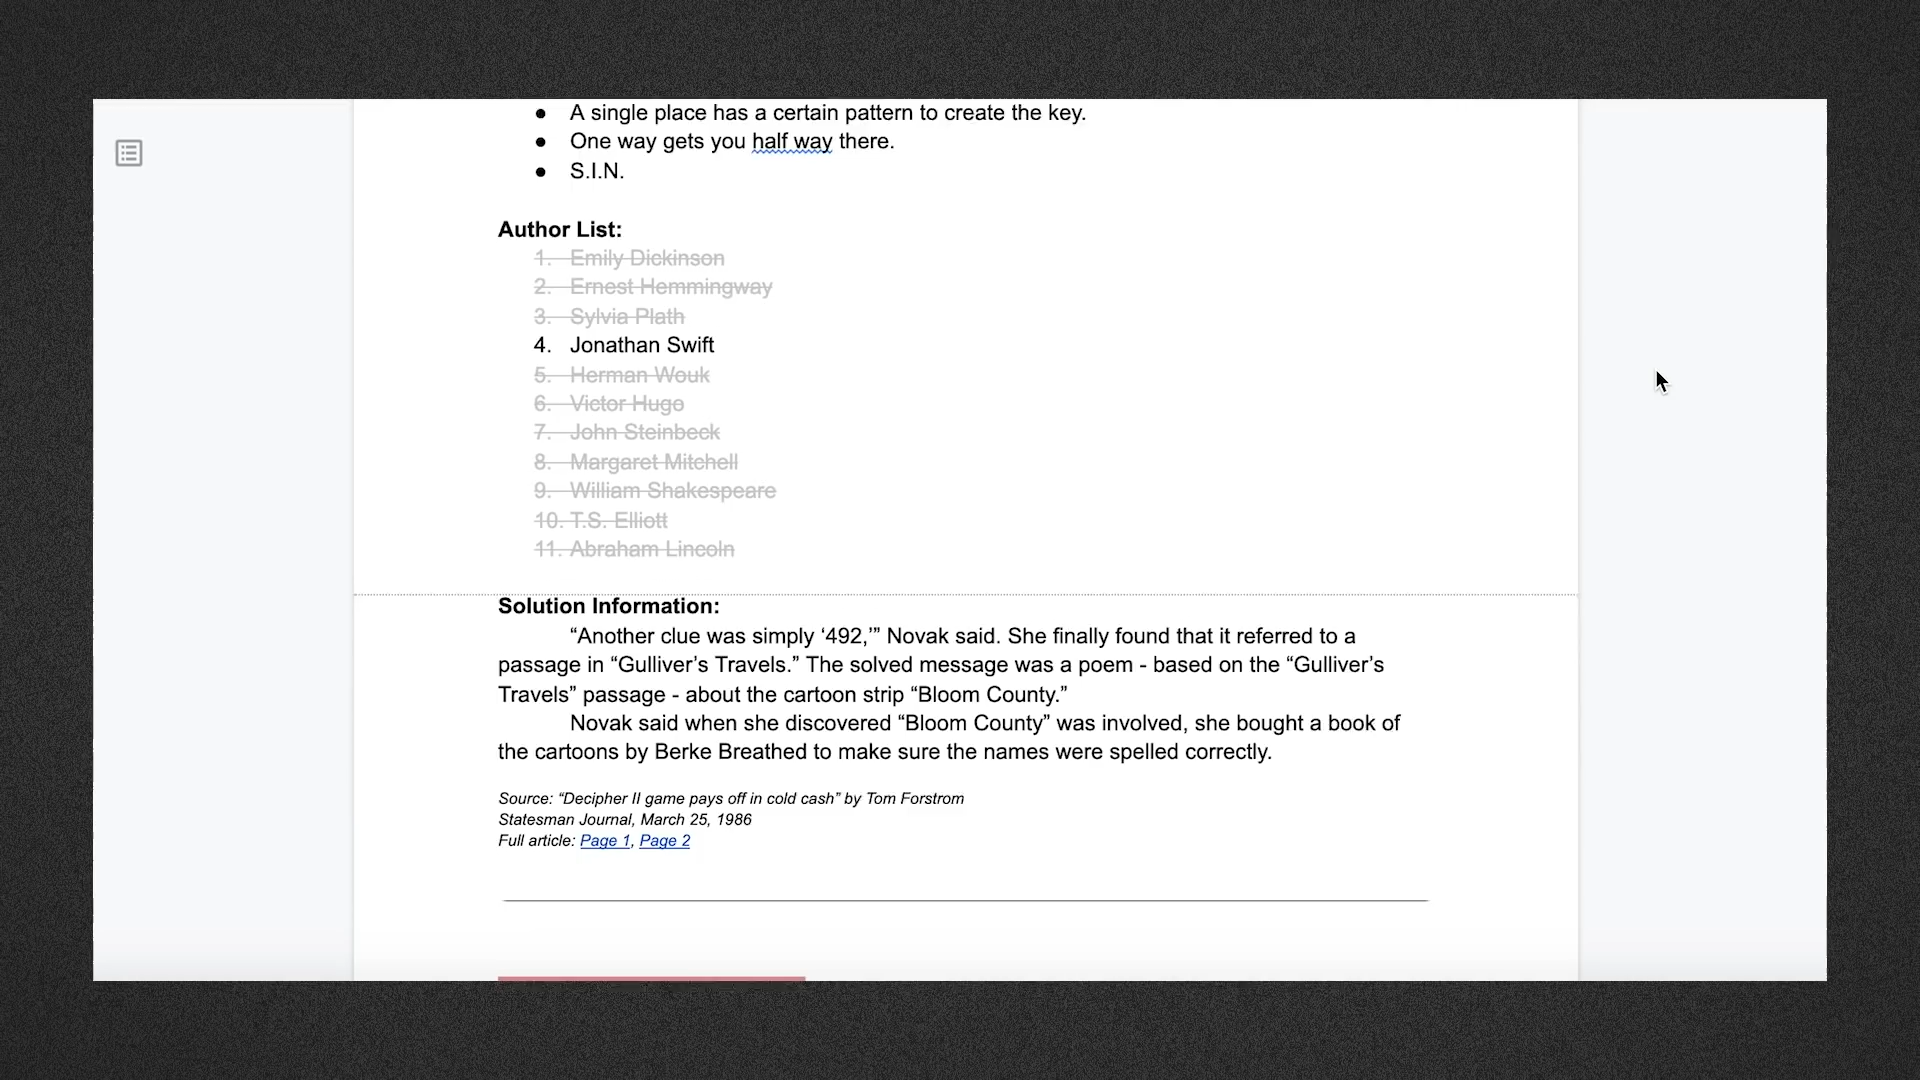 ● A single place has a certain pattern to create the key.
● One way gets you half way there.
● S.I.N.
Author List:
1. Emily Dickinson
2. Ernest Hemmingway
3. Sylvia Plath
4. Jonathan Swift
5. Herman Wouk
6. Victor Hugo
7. John Steinbeck
8. Margaret Mitchell
9. William Shakespeare
10. T.S. Elliott
11. Abraham Lincoln
Solution Information:
“Another clue was simply ‘492,’” Novak said. She finally found that it referred to a
passage in “Gulliver’s Travels.” The solved message was a poem - based on the “Gulliver’s
Travels” passage - about the cartoon strip “Bloom County.”
Novak said when she discovered “Bloom County” was involved, she bought a book of
the cartoons by Berke Breathed to make sure the names were spelled correctly.
Source: “Decipher II game pays off in cold cash” by Tom Forstrom
Statesman Journal, March 25, 1986
Full article: Page 1, Page 2